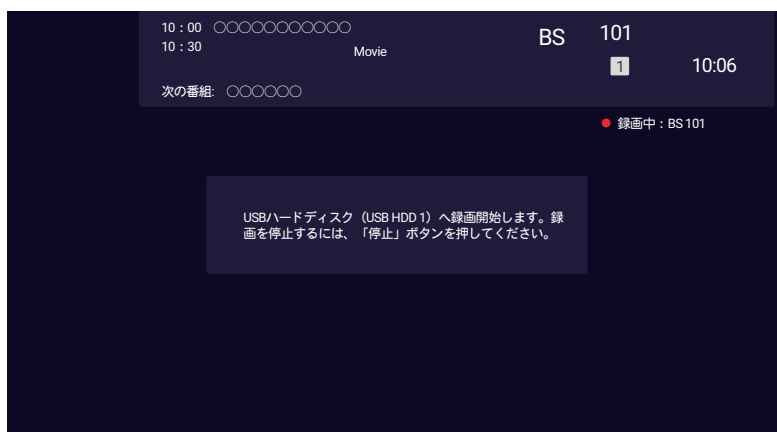 10：00 ○○○○○○○○○○○
10：30
Movie
BS 101
1
10:06
次の番組: ○○○○○○
録画中：BS 101
USBハードディスク（USB HDD 1）へ録画開始します。録
画を停止するには、「停止」ボタンを押してください。